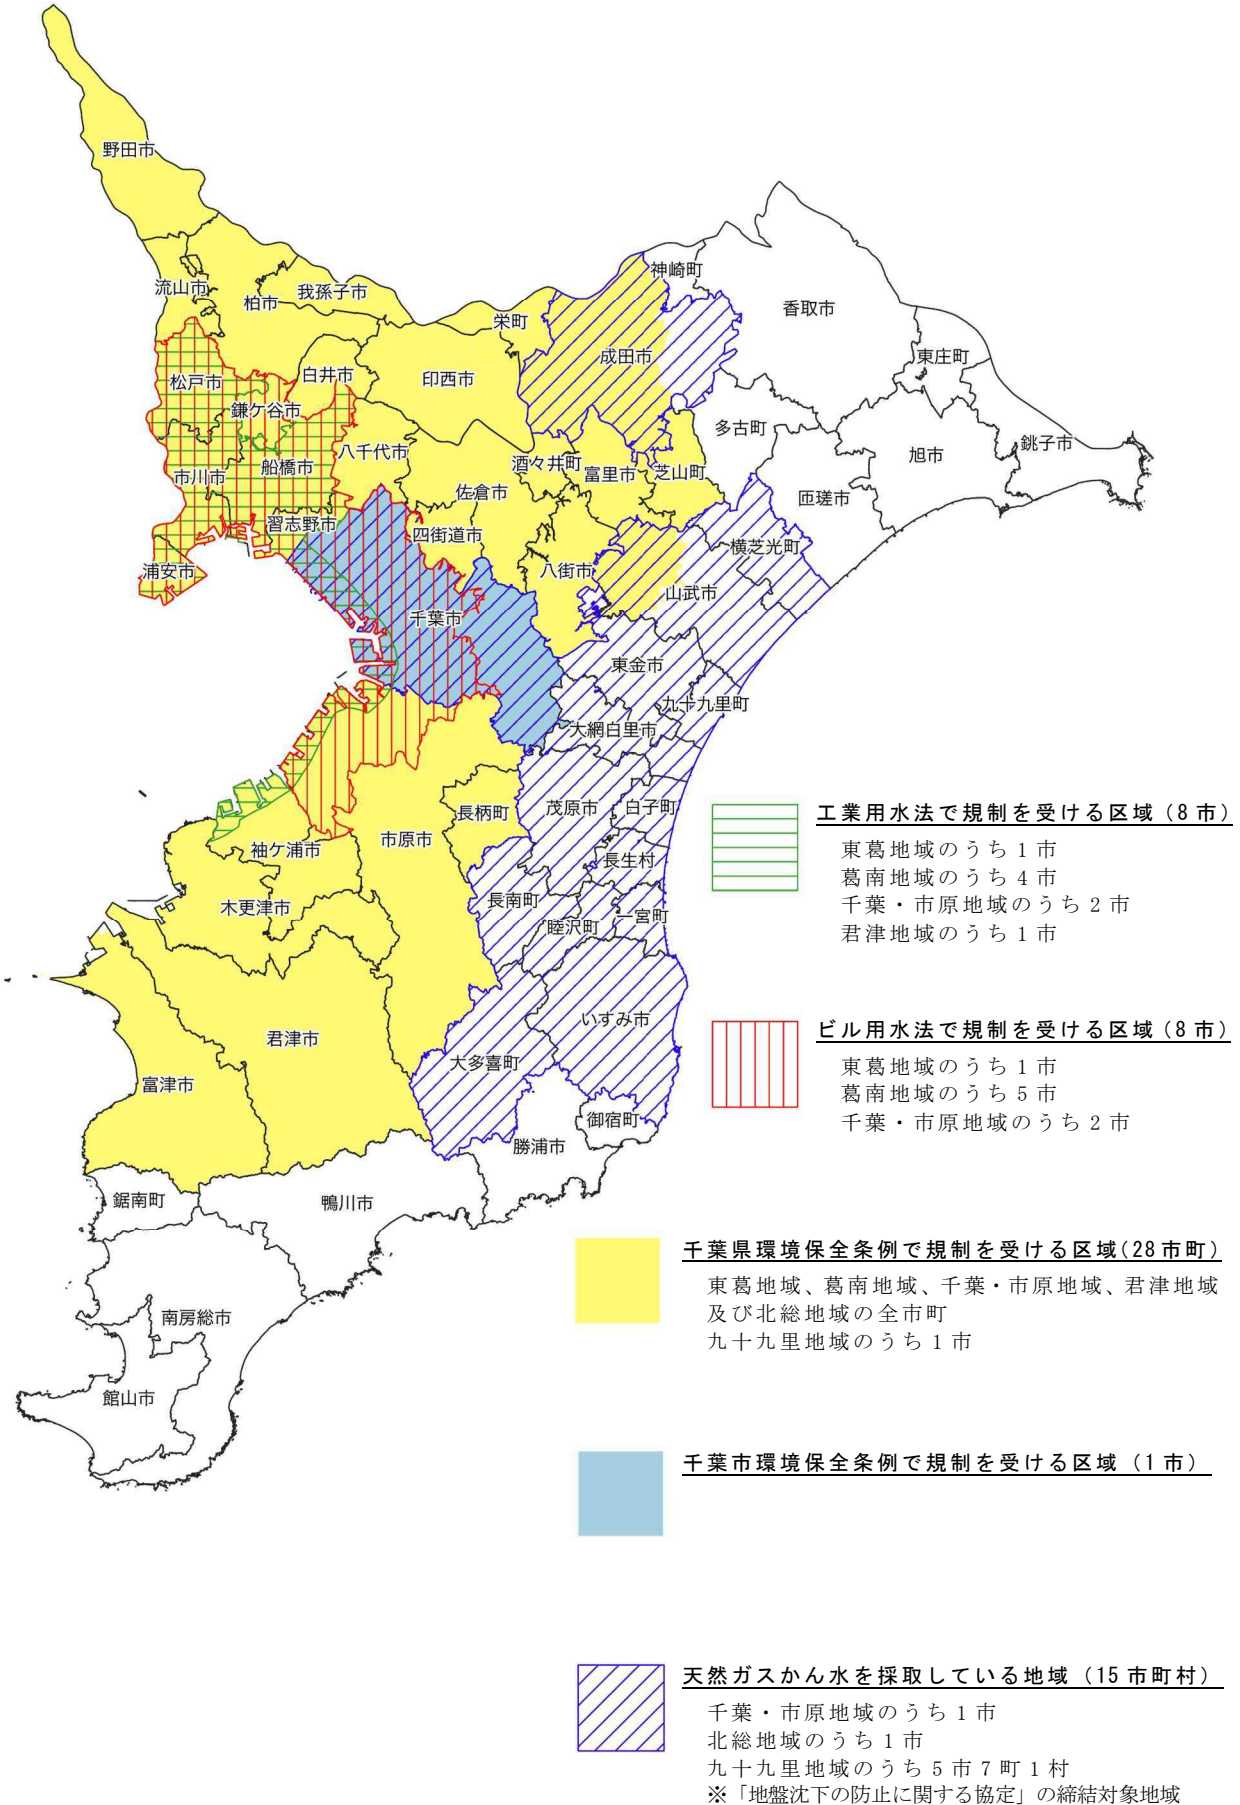 野田市
流山市
柏市
我孫子市
栄町
神崎町
香取市
成田市
東庄町
松戸市
白井市
印西市
鎌ケ谷市
多古町
銚子市
八千代市
旭市
市川市
船橋市
酒々井町
富里市
芝山町
佐倉市
匝瑳市
習志野市
四街道市
横芝光町
浦安市
八街市
山武市
千葉市
東金市
九十九里町
大網白里市
茂原市
白子町
長柄町
市原市
袖ケ浦市
長生村
長南町
木更津市
一宮町
睦沢町
いすみ市
君津市
大多喜町
富津市
御宿町
勝浦市
鋸南町
鴨川市
南房総市
館山市
工業用水法で規制を受ける区域(8市)
東葛地域のうち1市
葛南地域のうち4市
千葉・市原地域のうち2市
君津地域のうち1市
ビル用水法で規制を受ける区域(8市)
東葛地域のうち1市
葛南地域のうち5市
千葉・市原地域のうち2市
千葉県環境保全条例で規制を受ける区域(28市町)
東葛地域、葛南地域、千葉・市原地域、君津地域
及び北総地域の全市町
九十九里地域のうち1市
千葉市環境保全条例で規制を受ける区域(1市)
天然ガスかん水を採取している地域(15市町村)
千葉・市原地域のうち1市
北総地域のうち1市
九十九里地域のうち5市7町1村
※「地盤沈下の防止に関する協定」の締結対象地域